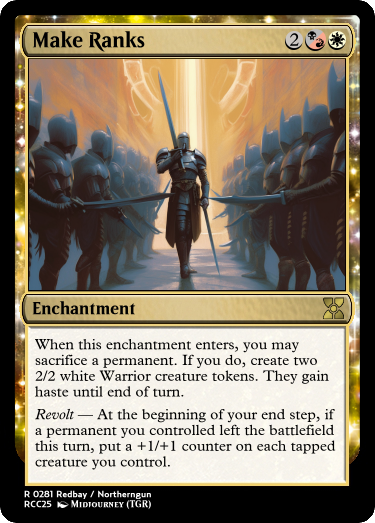 Make Ranks 2
Enchantment
When this enchantment enters, you may
sacrifice a permanent. If you do, create two
2/2 white Warrior creature tokens. They gain
haste until end of turn.
Revolt — At the beginning of your end step, if
a permanent you controlled left the battlefield
this turn, put a +1/+1 counter on each tapped
creature you control.
R 0281 Redbay / Northerngun
RCC25 Midjourney (TGR)